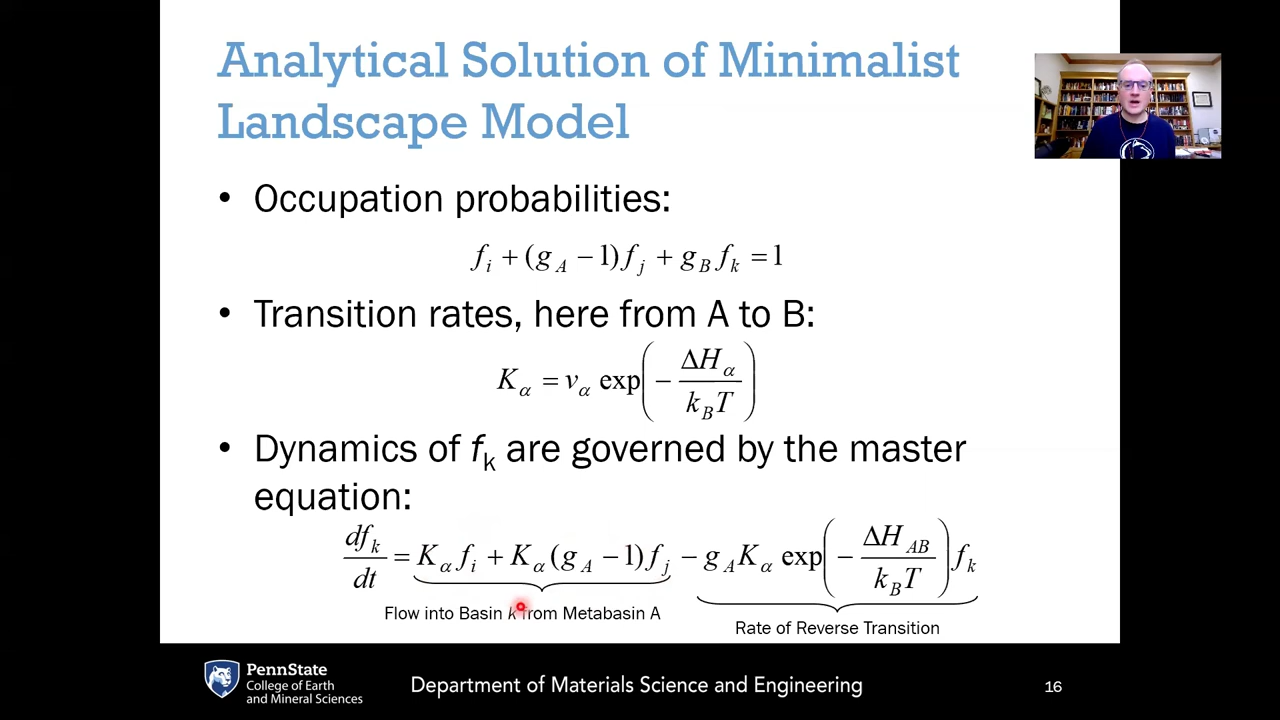 Analytical Solution of Minimalist
Landscape Model
• Occupation probabilities:
f_i + (g_A − 1)f_j + g_B f_k = 1
• Transition rates, here from A to B:
K_α = ν_α exp(−ΔH_α / k_B T)
• Dynamics of f_k are governed by the master
equation:
df_k/dt = K_α f_i + K_α (g_A − 1)f_j − g_A K_α exp(−ΔH_AB / k_B T) f_k
Flow into Basin k from Metabasin A
Rate of Reverse Transition
PennState
College of Earth
and Mineral Sciences
Department of Materials Science and Engineering
16